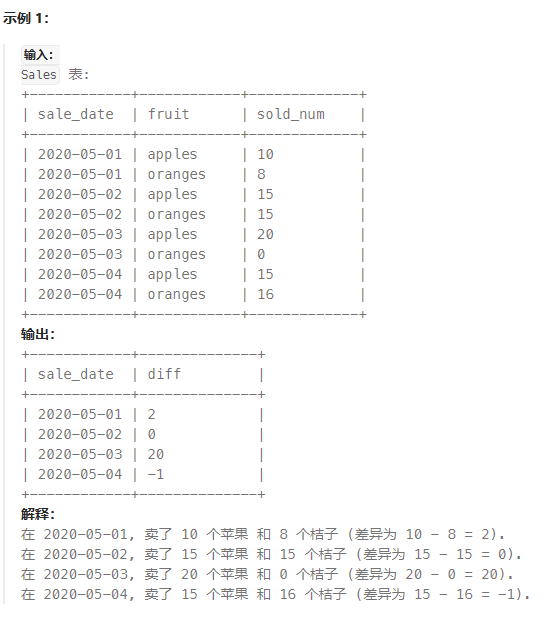 示例 1：
输入：
Sales 表:
+------------+------------+-------------+
| sale_date  | fruit      | sold_num    |
+------------+------------+-------------+
| 2020-05-01 | apples     | 10          |
| 2020-05-01 | oranges    | 8           |
| 2020-05-02 | apples     | 15          |
| 2020-05-02 | oranges    | 15          |
| 2020-05-03 | apples     | 20          |
| 2020-05-03 | oranges    | 0           |
| 2020-05-04 | apples     | 15          |
| 2020-05-04 | oranges    | 16          |
+------------+------------+-------------+
输出：
+------------+--------------+
| sale_date  | diff         |
+------------+--------------+
| 2020-05-01 | 2            |
| 2020-05-02 | 0            |
| 2020-05-03 | 20           |
| 2020-05-04 | -1           |
+------------+--------------+
解释：
在 2020-05-01, 卖了 10 个苹果 和 8 个桔子 (差异为 10 - 8 = 2).
在 2020-05-02, 卖了 15 个苹果 和 15 个桔子 (差异为 15 - 15 = 0).
在 2020-05-03, 卖了 20 个苹果 和 0 个桔子 (差异为 20 - 0 = 20).
在 2020-05-04, 卖了 15 个苹果 和 16 个桔子 (差异为 15 - 16 = -1).